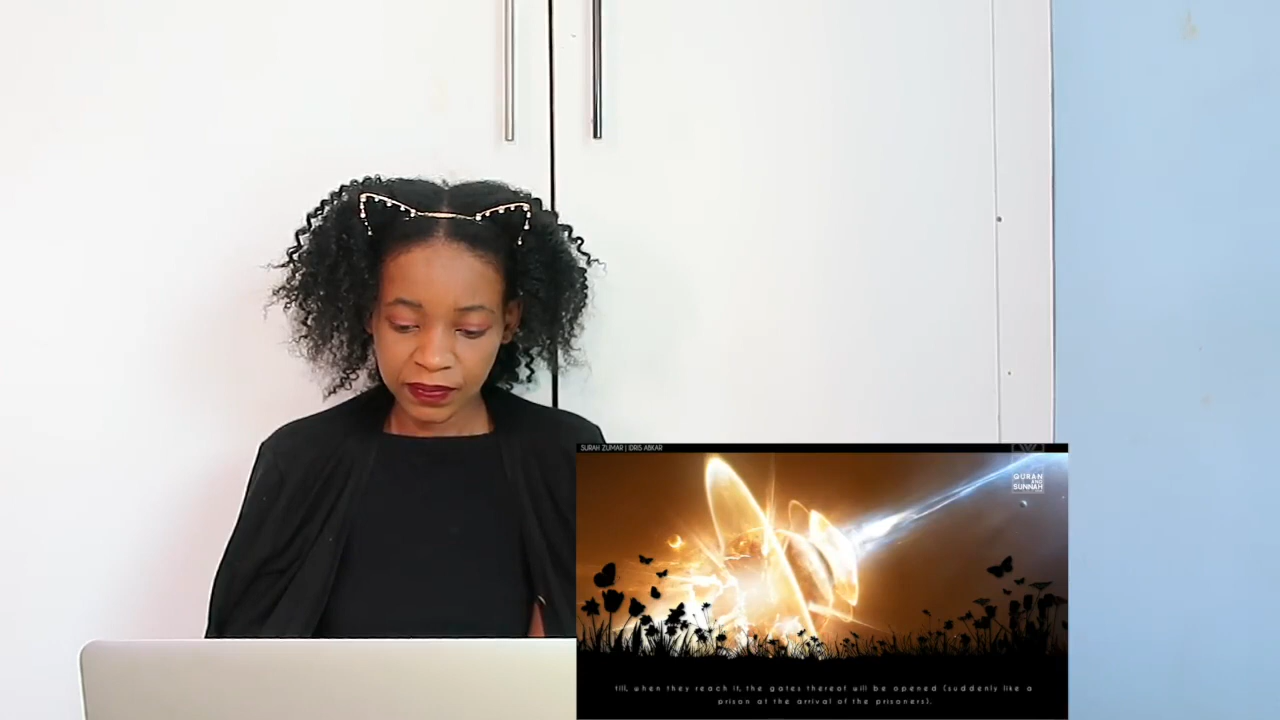 SURAH ZUMAR | IDRIS ABKAR
QURAN
AND
SUNNAH
till, when they reach it, the gates thereof will be opened (suddenly like a
prison at the arrival of the prisoners).